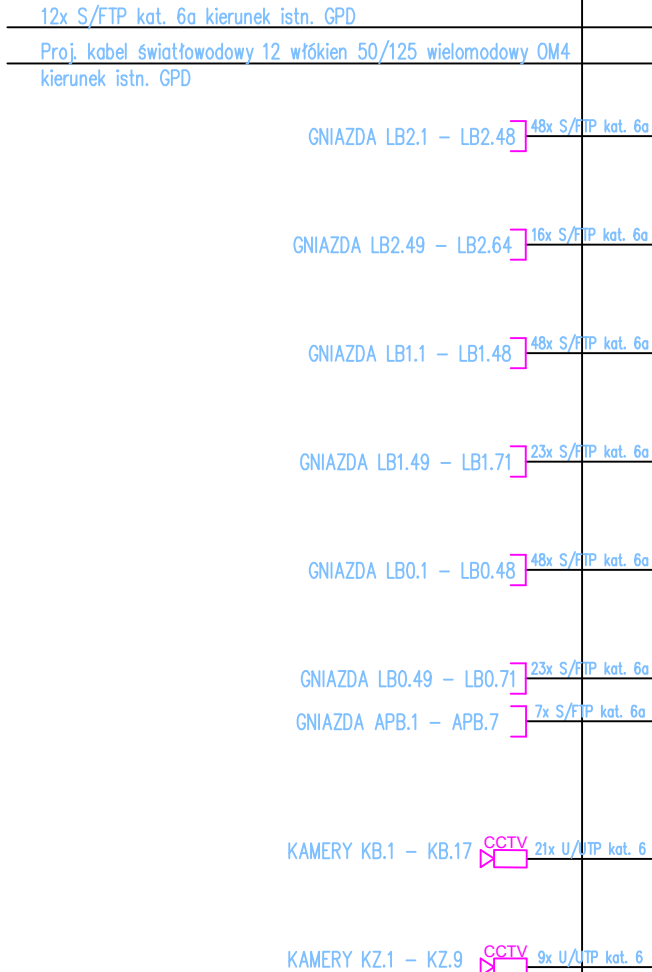 12x S/FTP kat. 6a kierunek istn. GPD
Proj. kabel światłowodowy 12 włókien 50/125 wielomodowy OM4
kierunek istn. GPD
GNIAZDA LB2.1 – LB2.48 48x S/FTP kat. 6a
GNIAZDA LB2.49 – LB2.64 16x S/FTP kat. 6a
GNIAZDA LB1.1 – LB1.48 48x S/FTP kat. 6a
GNIAZDA LB1.49 – LB1.71 23x S/FTP kat. 6a
GNIAZDA LB0.1 – LB0.48 48x S/FTP kat. 6a
GNIAZDA LB0.49 – LB0.71 23x S/FTP kat. 6a
GNIAZDA APB.1 – APB.7 7x S/FTP kat. 6a
KAMERY KB.1 – KB.17 CCTV 21x U/UTP kat. 6
KAMERY KZ.1 – KZ.9 CCTV 9x U/UTP kat. 6